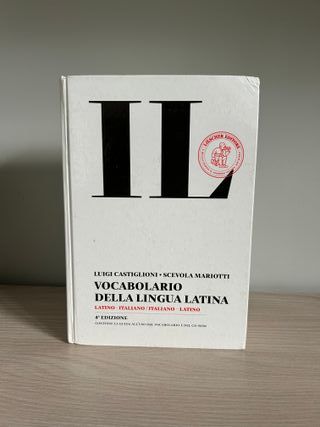 IL
LOESCHER EDITORE
LUIGI CASTIGLIONI • SCEVOLA MARIOTTI
VOCABOLARIO
DELLA LINGUA LATINA
LATINO - ITALIANO / ITALIANO - LATINO
4ª EDIZIONE